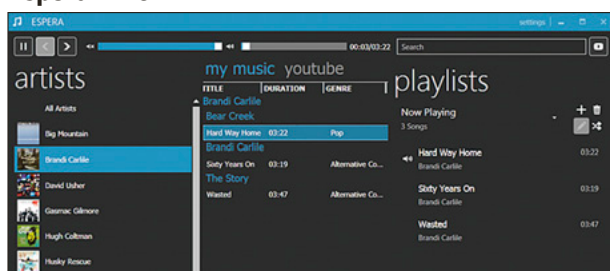 ESPERA
settings
00:03/03:22
Search
artists
All Artists
Big Mountain
Brandi Carlile
David Usher
Gasmac Gilmore
Hugh Coltman
Husky Rescue
my music youtube
TITLE DURATION GENRE
Brandi Carlile
Bear Creek
Hard Way Home 03:22 Pop
Brandi Carlile
Sixty Years On 03:19 Alternative Co...
The Story
Wasted 03:47 Alternative Co...
playlists
Now Playing
3 Songs
Hard Way Home 03:22
Brandi Carlile
Sixty Years On 03:19
Brandi Carlile
Wasted 03:47
Brandi Carlile